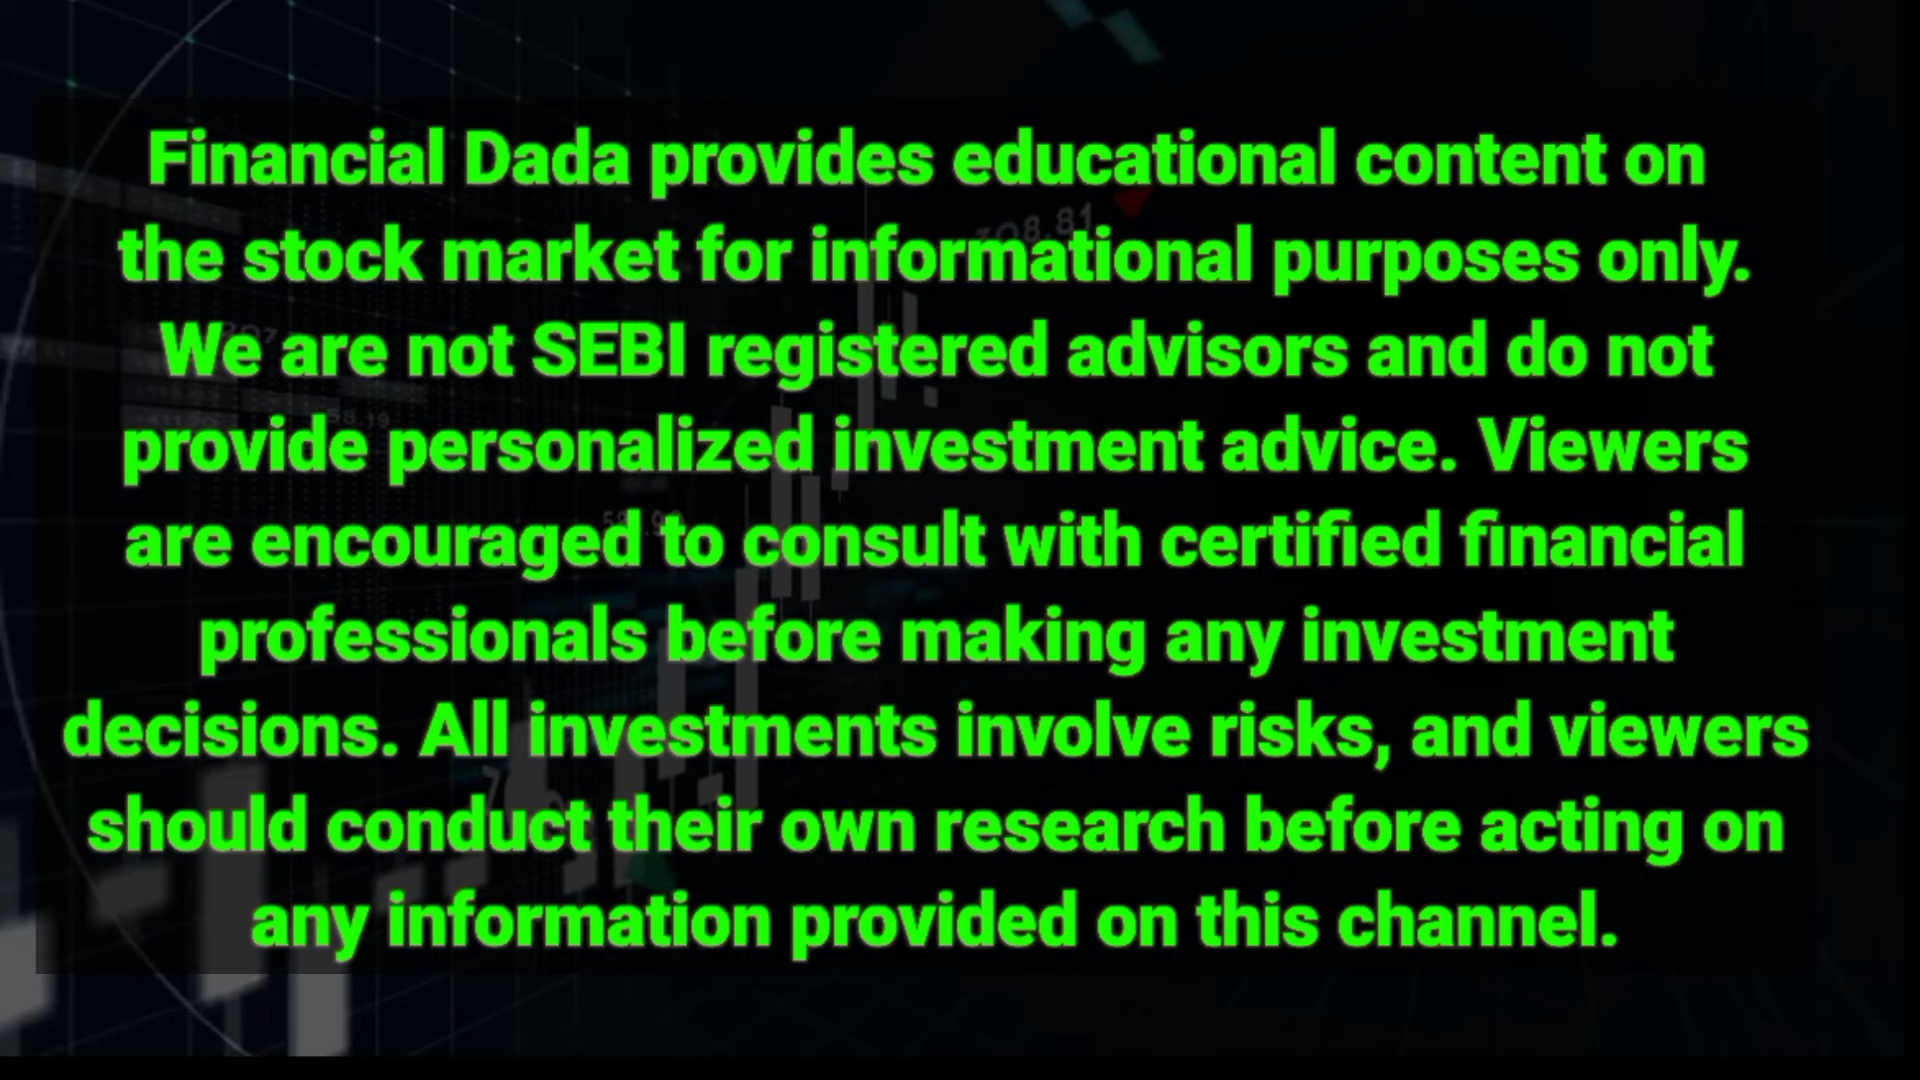 Financial Dada provides educational content on
the stock market for informational purposes only.
We are not SEBI registered advisors and do not
provide personalized investment advice. Viewers
are encouraged to consult with certified financial
professionals before making any investment
decisions. All investments involve risks, and viewers
should conduct their own research before acting on
any information provided on this channel.